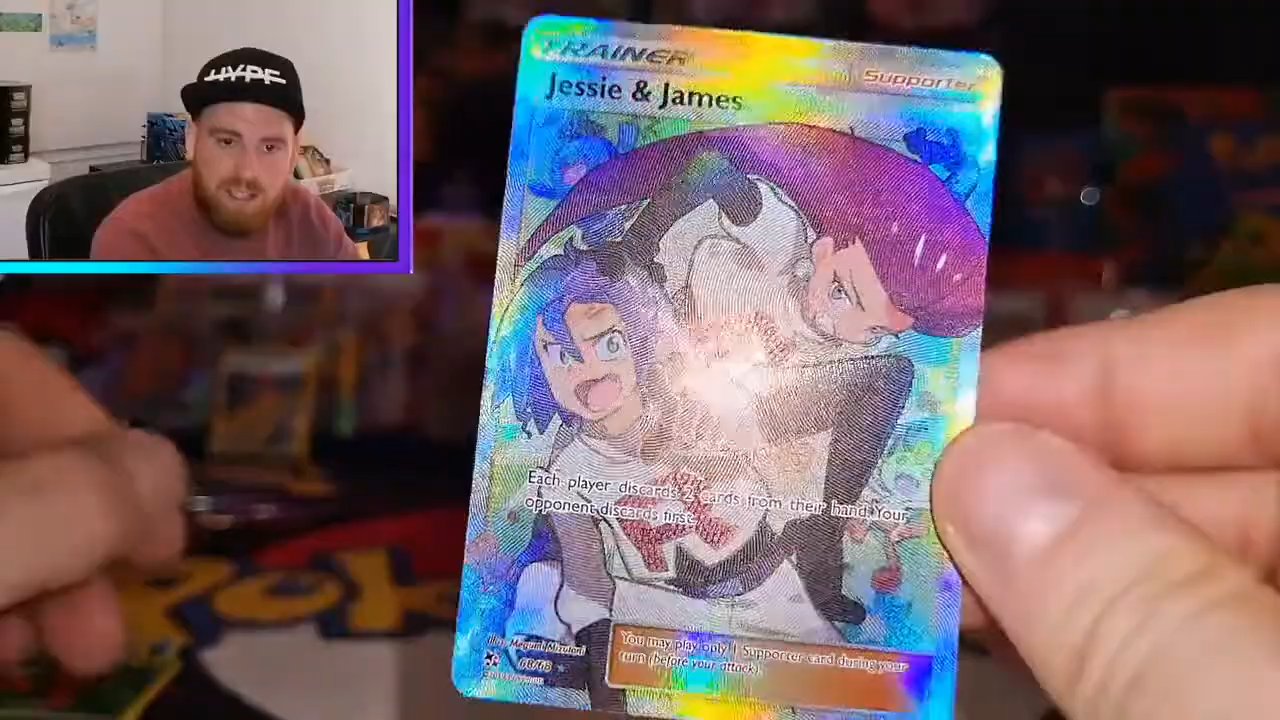 HYPE
TRAINER
Supporter
Jessie & James
Each player discards 2 cards from their hand. Your
opponent discards first.
You may play only 1 Supporter card during your
turn (before your attack).
Illus. Megumi Mizutani
68/68
Pok